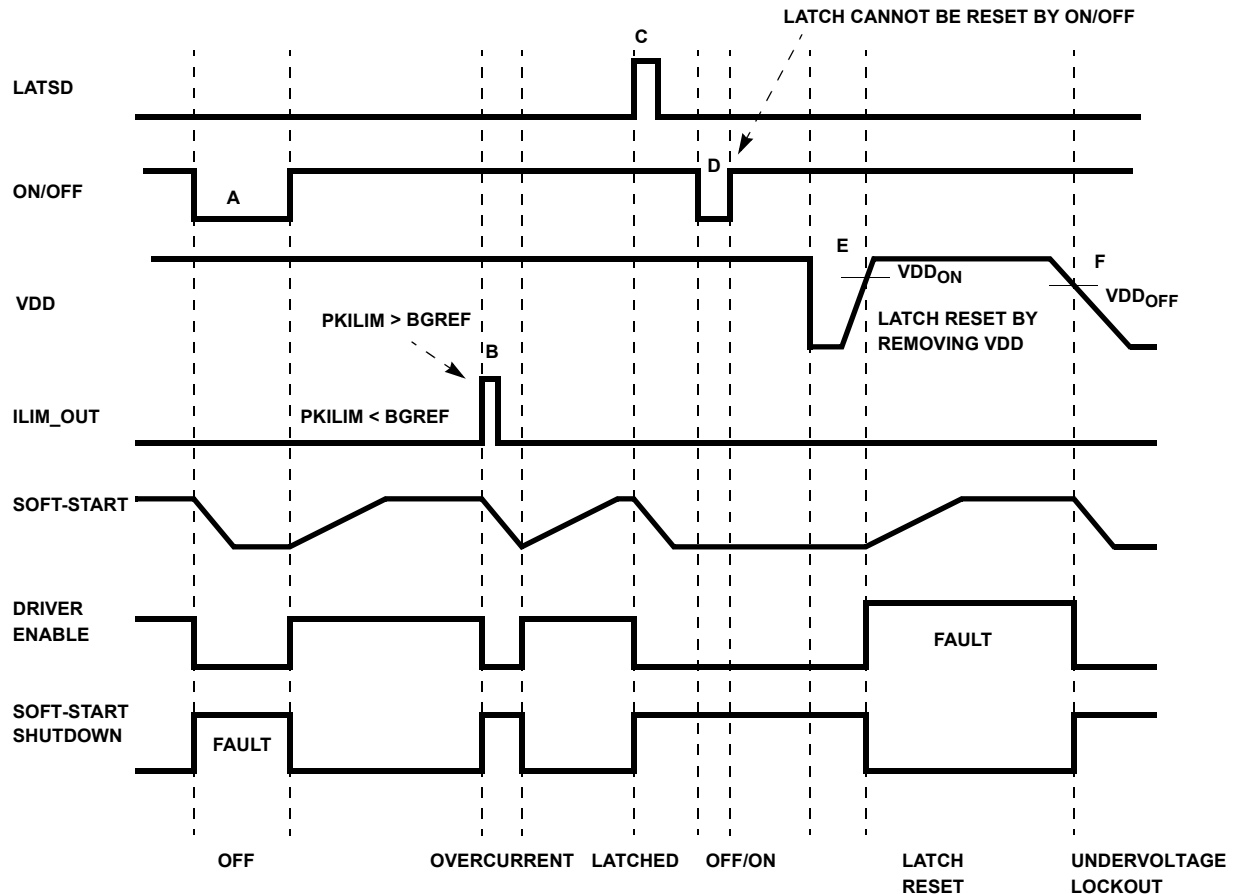 LATCH CANNOT BE RESET BY ON/OFF
C
LATSD
D
ON/OFF
A
E
F
VDDON
VDDOFF
VDD
LATCH RESET BY
REMOVING VDD
PKILIM > BGREF
B
ILIM_OUT
PKILIM < BGREF
SOFT-START
DRIVER
ENABLE
FAULT
SOFT-START
SHUTDOWN
FAULT
OFF
OVERCURRENT
LATCHED
OFF/ON
LATCH
RESET
UNDERVOLTAGE
LOCKOUT